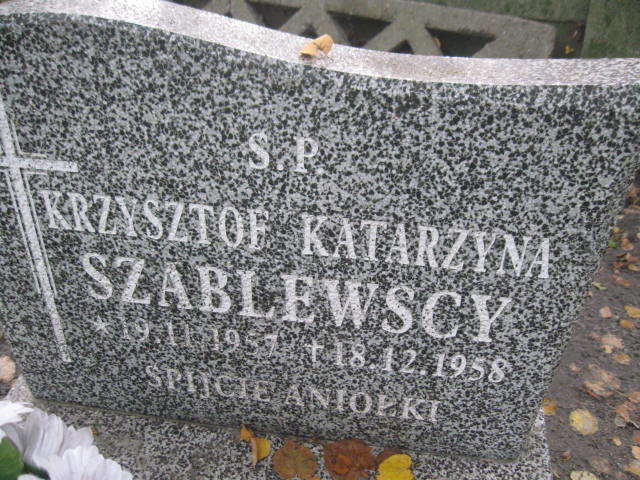 Ś.P.
KRZYSZTOF KATARZYNA
SZABLEWSCY
* 19.11.1957 † 18.12.1958
ŚPIJCIE ANIOŁKI